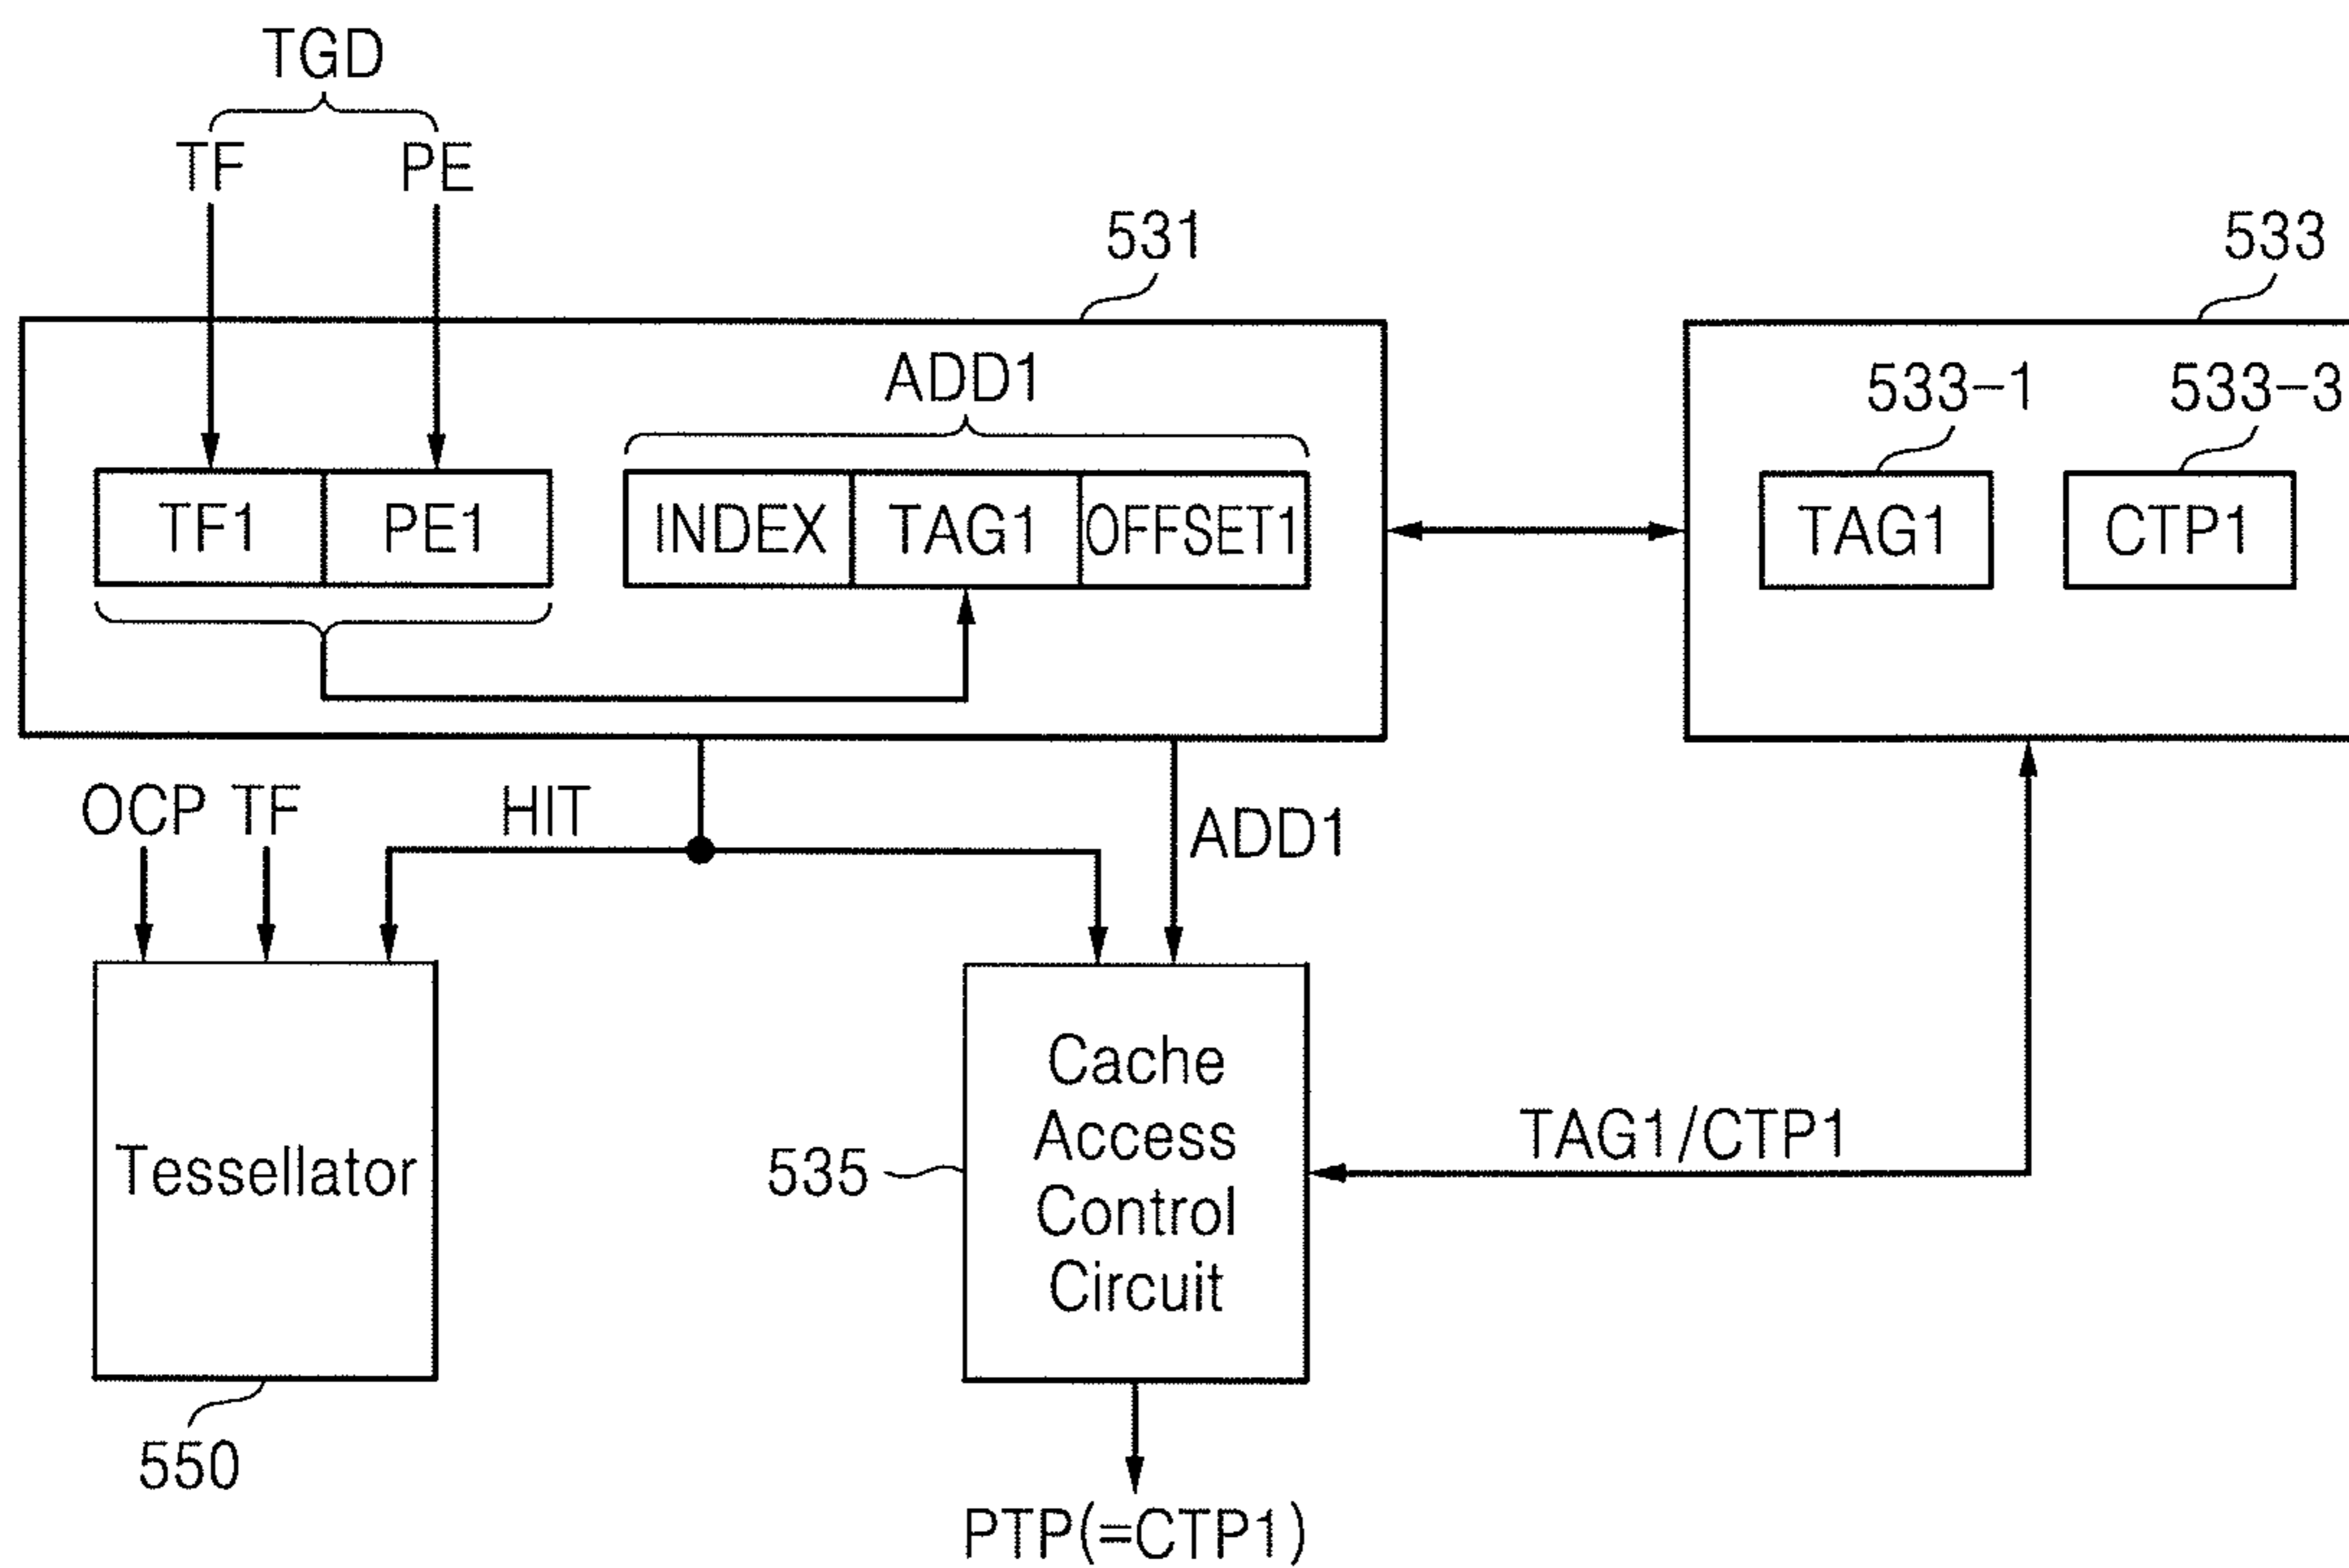 TGD
TF PE
531
533
ADD1
533-1 533-3
TF1 PE1 INDEX TAG1 OFFSET1
TAG1 CTP1
OCP TF HIT ADD1
Tessellator
Cache
Access
Control
Circuit
535
TAG1/CTP1
550
PTP(=CTP1)